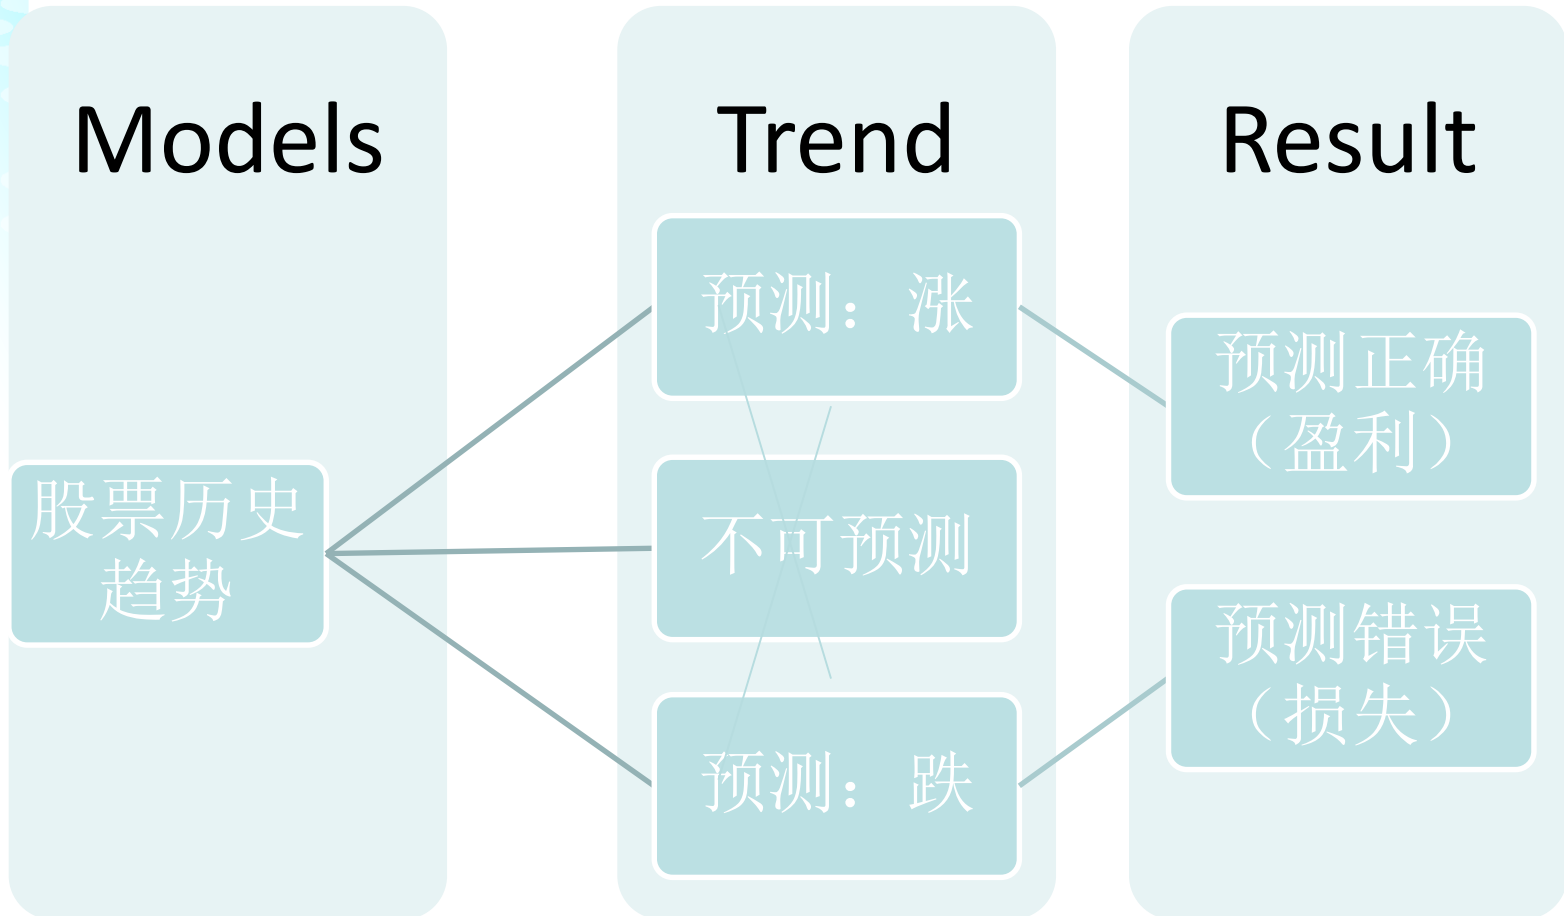 Models
Trend
Result
股票历史
趋势
预测：涨
不可预测
预测：跌
预测正确
（盈利）
预测错误
（损失）